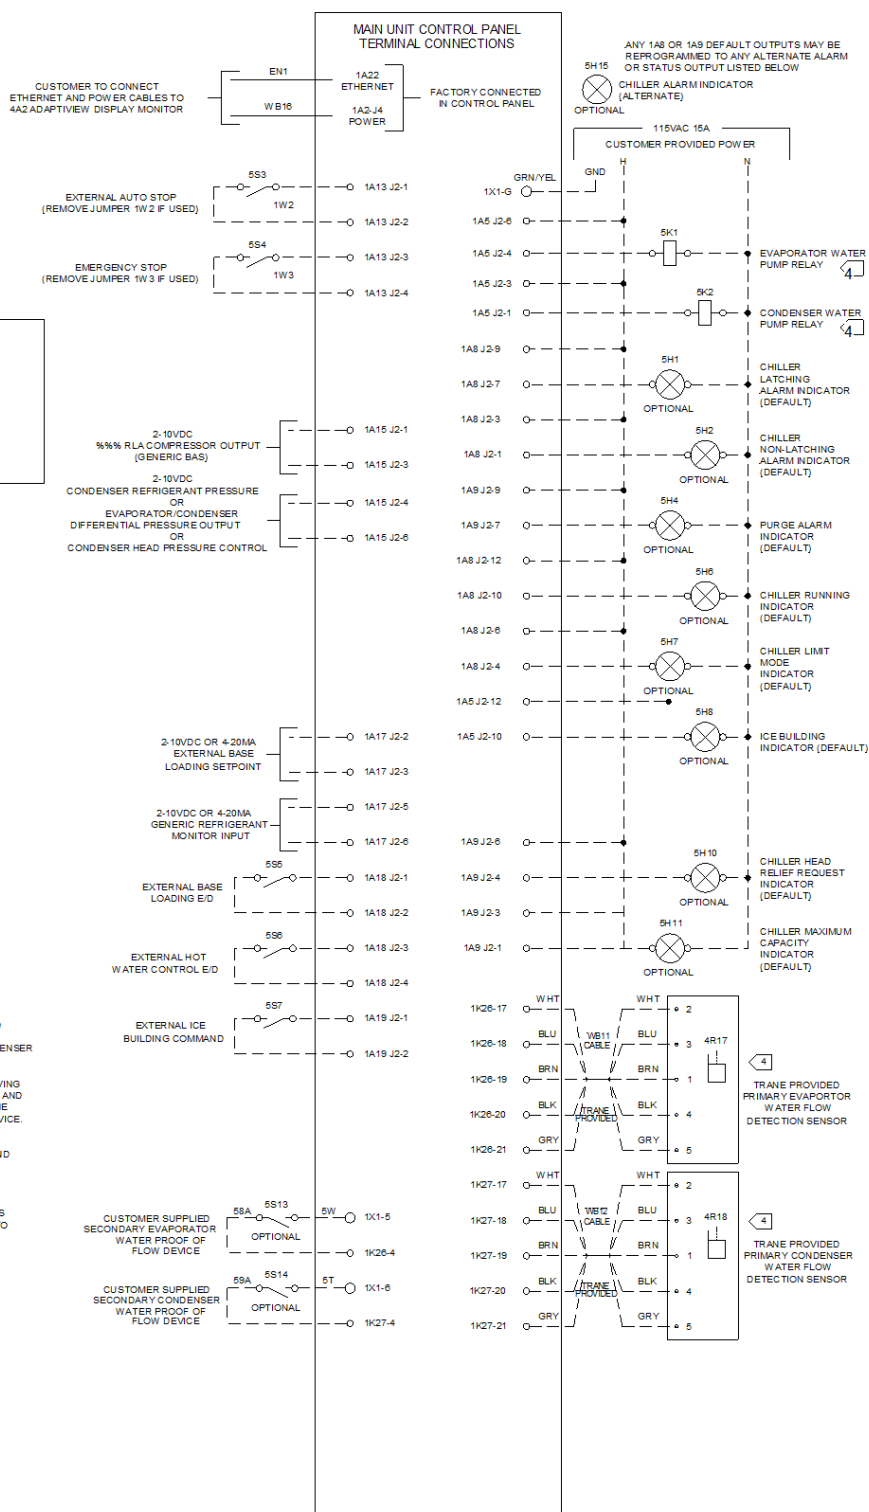 MAIN UNIT CONTROL PANEL
TERMINAL CONNECTIONS
ANY 1A8 OR 1A9 DEFAULT OUTPUTS MAY BE
REPROGRAMMED TO ANY ALTERNATE ALARM
OR STATUS OUTPUT LISTED BELOW
5H15
CHILLER ALARM INDICATOR
(ALTERNATE)
OPTIONAL
CUSTOMER TO CONNECT
ETHERNET AND POWER CABLES TO
4A2 ADAPTIVIEW DISPLAY MONITOR
EN1
WB16
1A22
ETHERNET
1A2-J4
POWER
FACTORY CONNECTED
IN CONTROL PANEL
115VAC 15A
CUSTOMER PROVIDED POWER
H
N
GND
GRN/YEL
1X1-G
EXTERNAL AUTO STOP
(REMOVE JUMPER 1W2 IF USED)
5S3
1W2
1A13 J2-1
1A13 J2-2
EMERGENCY STOP
(REMOVE JUMPER 1W3 IF USED)
5S4
1W3
1A13 J2-3
1A13 J2-4
1A5 J2-6
1A5 J2-4
5K1
EVAPORATOR WATER
PUMP RELAY
4
1A5 J2-3
1A5 J2-1
5K2
CONDENSER WATER
PUMP RELAY
4
1A8 J2-9
1A8 J2-7
5H1
OPTIONAL
CHILLER
LATCHING
ALARM INDICATOR
(DEFAULT)
1A8 J2-3
1A8 J2-1
5H2
OPTIONAL
CHILLER
NON-LATCHING
ALARM INDICATOR
(DEFAULT)
2-10VDC
%%% RLA COMPRESSOR OUTPUT
(GENERIC BAS)
1A15 J2-1
1A15 J2-3
2-10VDC
CONDENSER REFRIGERANT PRESSURE
OR
EVAPORATOR/CONDENSER
DIFFERENTIAL PRESSURE OUTPUT
OR
CONDENSER HEAD PRESSURE CONTROL
1A15 J2-4
1A15 J2-6
1A9 J2-9
1A9 J2-7
5H4
OPTIONAL
PURGE ALARM
INDICATOR
(DEFAULT)
1A8 J2-12
1A8 J2-10
5H6
OPTIONAL
CHILLER RUNNING
INDICATOR
(DEFAULT)
1A8 J2-6
1A8 J2-4
5H7
OPTIONAL
CHILLER LIMIT
MODE
INDICATOR
(DEFAULT)
1A5 J2-12
1A5 J2-10
5H8
OPTIONAL
ICE BUILDING
INDICATOR (DEFAULT)
2-10VDC OR 4-20MA
EXTERNAL BASE
LOADING SETPOINT
1A17 J2-2
1A17 J2-3
2-10VDC OR 4-20MA
GENERIC REFRIGERANT
MONITOR INPUT
1A17 J2-5
1A17 J2-6
1A9 J2-6
1A9 J2-4
5H10
OPTIONAL
CHILLER HEAD
RELIEF REQUEST
INDICATOR
(DEFAULT)
1A9 J2-3
1A9 J2-1
5H11
OPTIONAL
CHILLER MAXIMUM
CAPACITY
INDICATOR
(DEFAULT)
EXTERNAL BASE
LOADING E/D
5S5
1A18 J2-1
1A18 J2-2
EXTERNAL HOT
WATER CONTROL E/D
5S6
1A18 J2-3
1A18 J2-4
EXTERNAL ICE
BUILDING COMMAND
5S7
1A19 J2-1
1A19 J2-2
ENSER
VING
AND
E
VICE.
ND
S
TO
1K26-17
WHT
WHT
2
1K26-18
BLU
WB11
CABLE
BLU
3
4R17
4
1K26-19
BRN
BRN
1
1K26-20
BLK
TRANE
PROVIDED
BLK
4
1K26-21
GRY
GRY
5
TRANE PROVIDED
PRIMARY EVAPORTOR
WATER FLOW
DETECTION SENSOR
1K27-17
WHT
WHT
2
1K27-18
BLU
WB12
CABLE
BLU
3
4R18
4
1K27-19
BRN
BRN
1
1K27-20
BLK
TRANE
PROVIDED
BLK
4
1K27-21
GRY
GRY
5
TRANE PROVIDED
PRIMARY CONDENSER
WATER FLOW
DETECTION SENSOR
CUSTOMER SUPPLIED
SECONDARY EVAPORATOR
WATER PROOF OF
FLOW DEVICE
58A
5S13
OPTIONAL
5W
1X1-5
1K26-4
CUSTOMER SUPPLIED
SECONDARY CONDENSER
WATER PROOF OF
FLOW DEVICE
59A
5S14
OPTIONAL
5T
1X1-6
1K27-4